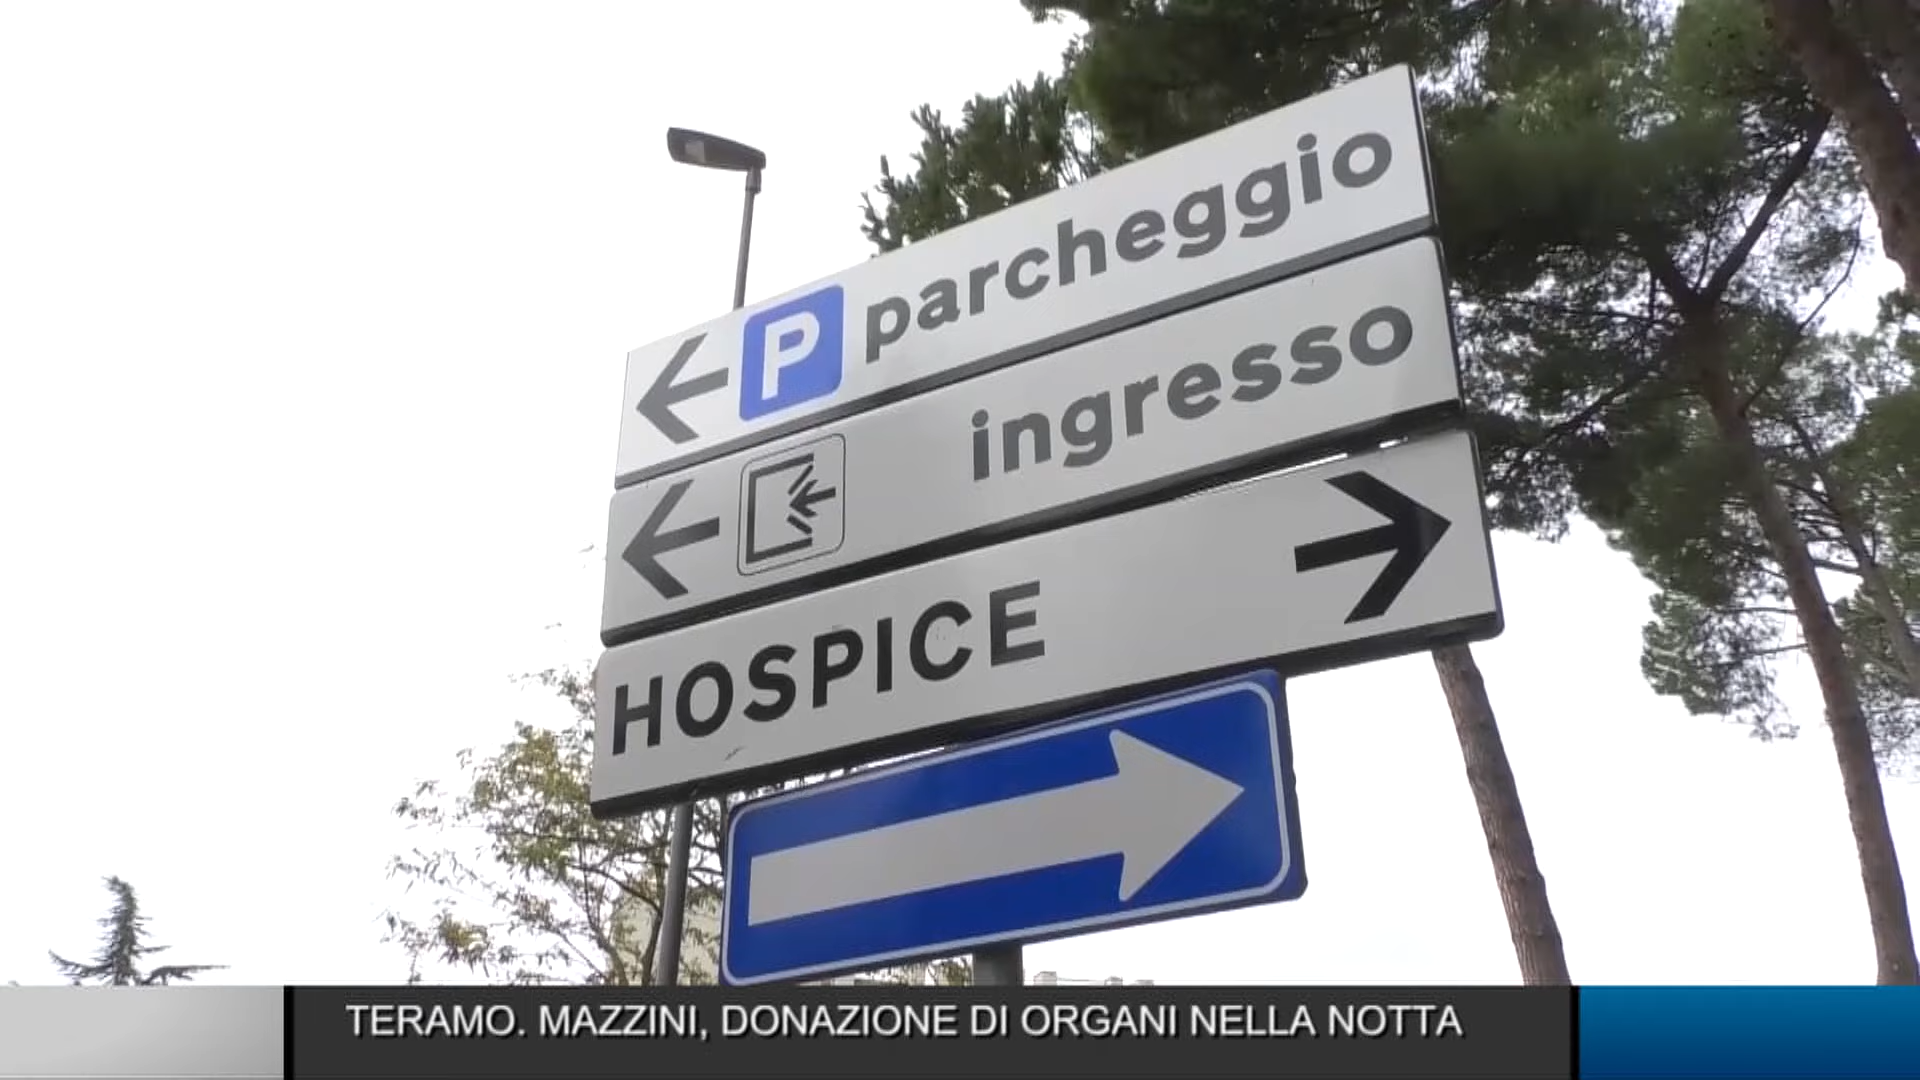 P parcheggio
ingresso
HOSPICE
TERAMO. MAZZINI, DONAZIONE DI ORGANI NELLA NOTTA